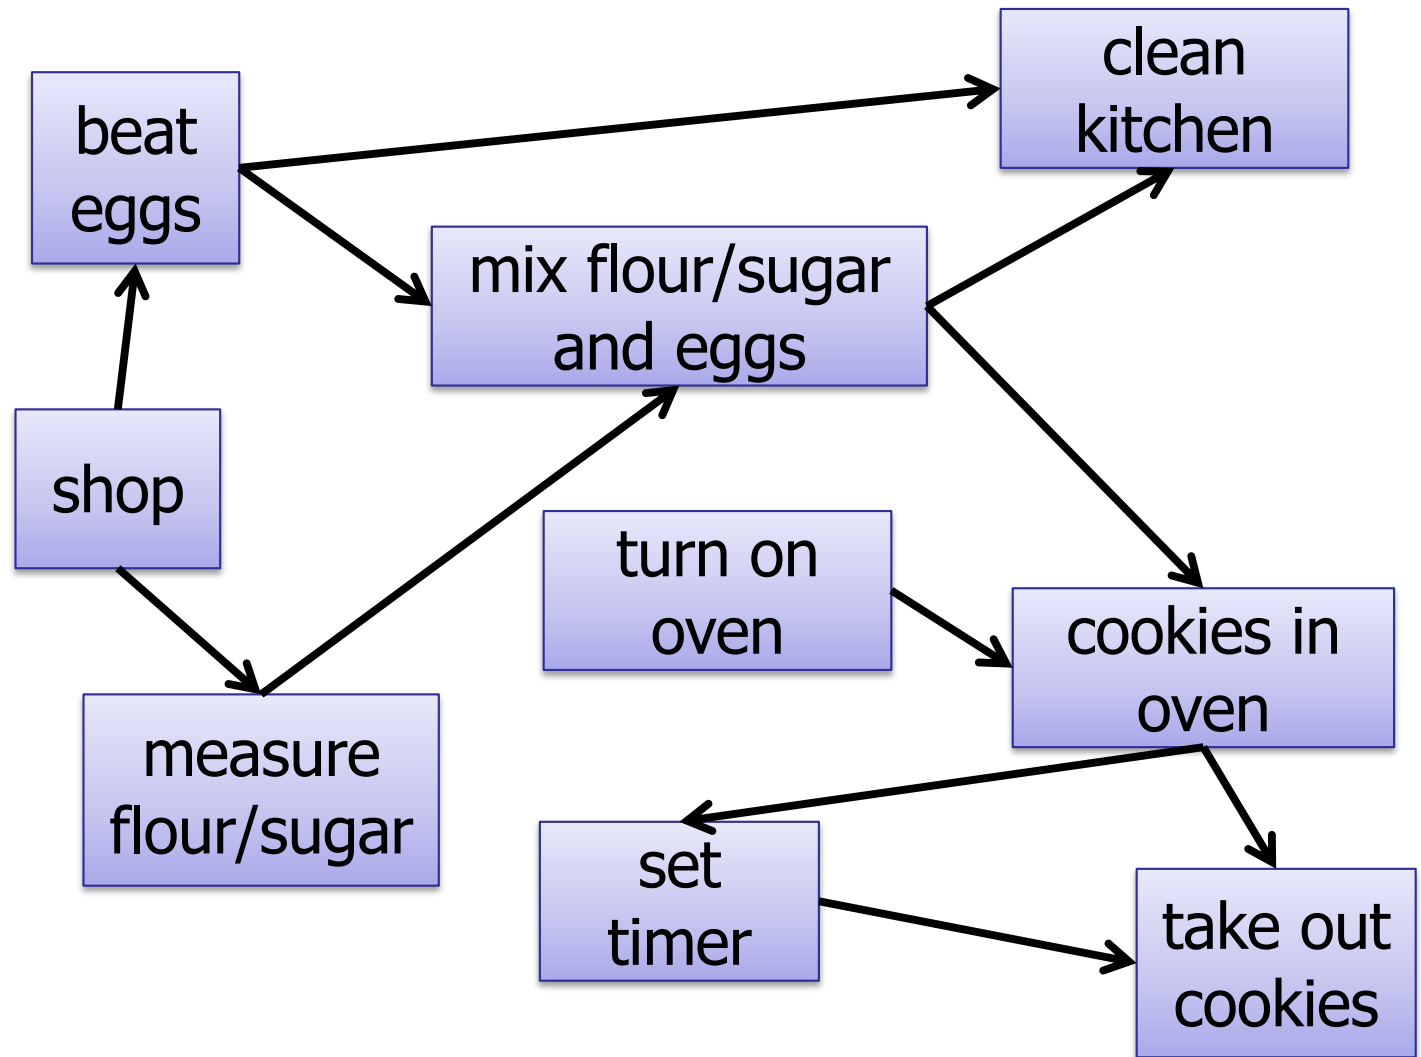 clean
kitchen
beat
eggs
mix flour/sugar
and eggs
shop
turn on
oven
cookies in
oven
measure
flour/sugar
set
timer
take out
cookies